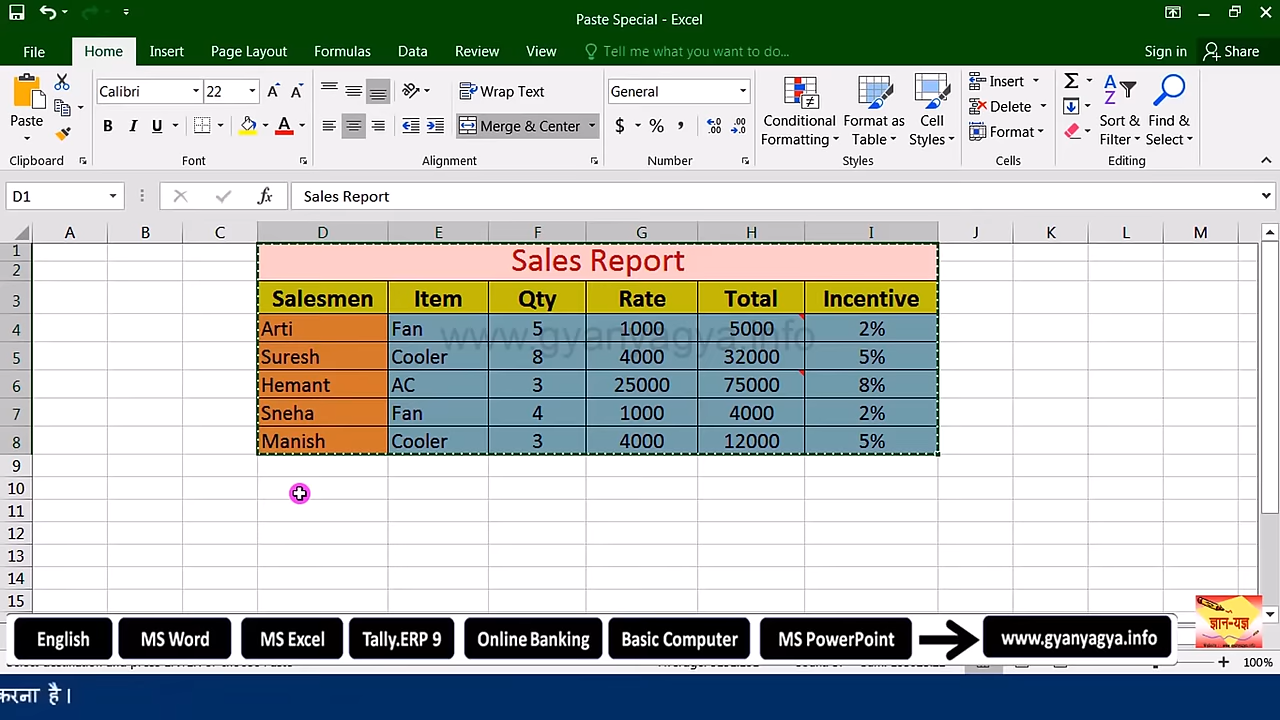 Paste Special - Excel
File Home Insert Page Layout Formulas Data Review View Tell me what you want to do... Sign in Share
Calibri 22 Wrap Text General Insert
Paste Merge & Center Conditional Formatting Format as Table Cell Styles Delete Format Sort & Filter Find & Select
Clipboard Font Alignment Number Styles Cells Editing
D1 fx Sales Report
A B C D E F G H I J K L M
1 Sales Report
2
3 Salesmen Item Qty Rate Total Incentive
4 Arti Fan 5 1000 5000 2%
www.gyanyagya.info
5 Suresh Cooler 8 4000 32000 5%
6 Hemant AC 3 25000 75000 8%
7 Sneha Fan 4 1000 4000 2%
8 Manish Cooler 3 4000 12000 5%
9
10
11
12
13
14
15
English MS Word MS Excel Tally.ERP 9 Online Banking Basic Computer MS PowerPoint www.gyanyagya.info ज्ञान-यज्ञ
100%
करना है।